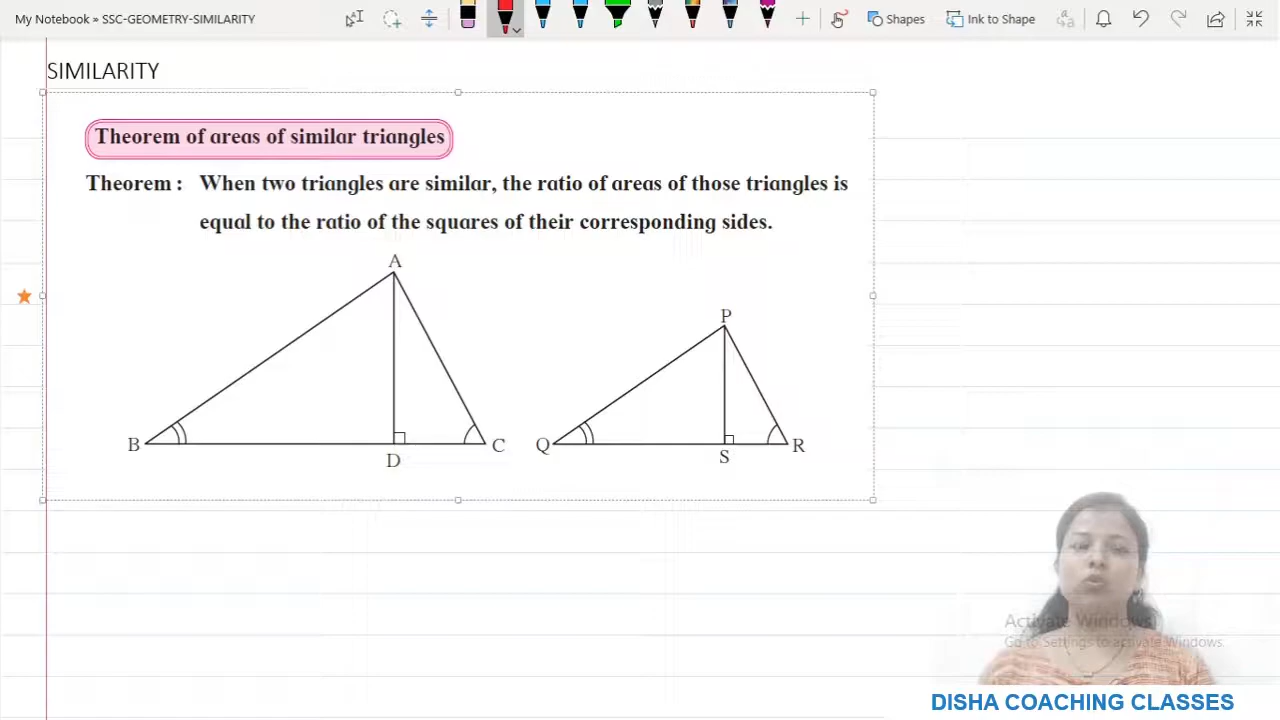 My Notebook » SSC-GEOMETRY-SIMILARITY
Shapes
Ink to Shape
SIMILARITY
Theorem of areas of similar triangles
Theorem : When two triangles are similar, the ratio of areas of those triangles is
equal to the ratio of the squares of their corresponding sides.
A
P
B
D
C
Q
S
R
Activate Windows
Go to Settings to activate Windows.
DISHA COACHING CLASSES